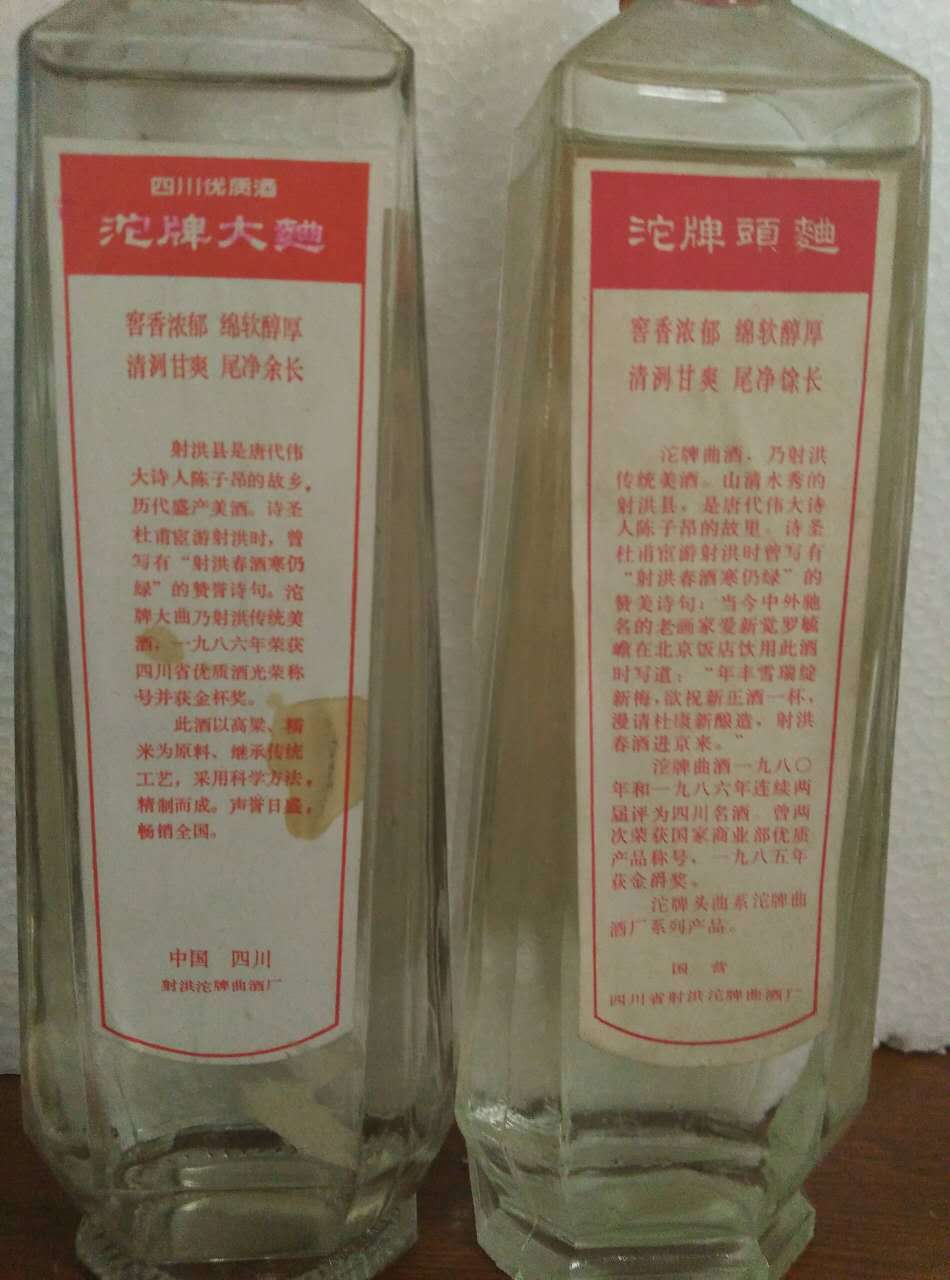 四川优质酒
沱牌大麯
窖香浓郁 绵软醇厚
清洌甘爽 尾净余长
射洪县是唐代伟
大诗人陈子昂的故乡,
历代盛产美酒。诗圣
杜甫宦游射洪时，曾
写有“射洪春酒寒仍
绿”的赞誉诗句。沱
牌大曲乃射洪传统美
酒，一九八六年荣获
四川省优质酒光荣称
号并获金杯奖。
此酒以高粱、糯
米为原料、继承传统
工艺，采用科学方法，
精制而成。声誉日盛，
畅销全国。
中国 四川
射洪沱牌曲酒厂
沱牌頭麯
窖香浓郁 绵软醇厚
清洌甘爽 尾净馀长
沱牌曲酒，乃射洪
传统美酒。山清水秀的
射洪县，是唐代伟大诗
人陈子昂的故里。诗圣
杜甫宦游射洪时曾写有
“射洪春酒寒仍绿”的
赞美诗句；当今中外驰
名的老画家爱新觉罗毓
嶦在北京饭店饮用此酒
时写道：“年丰雪瑞绽
新梅，欲祝新正酒一杯，
漫请杜康新酿造，射洪
春酒进京来。”
沱牌曲酒一九八〇
年和一九八六年连续两
届评为四川名酒。曾两
次荣获国家商业部优质
产品称号、一九八五年
获金爵奖。
沱牌头曲系沱牌曲
酒厂系列产品。
国营
四川省射洪沱牌曲酒厂